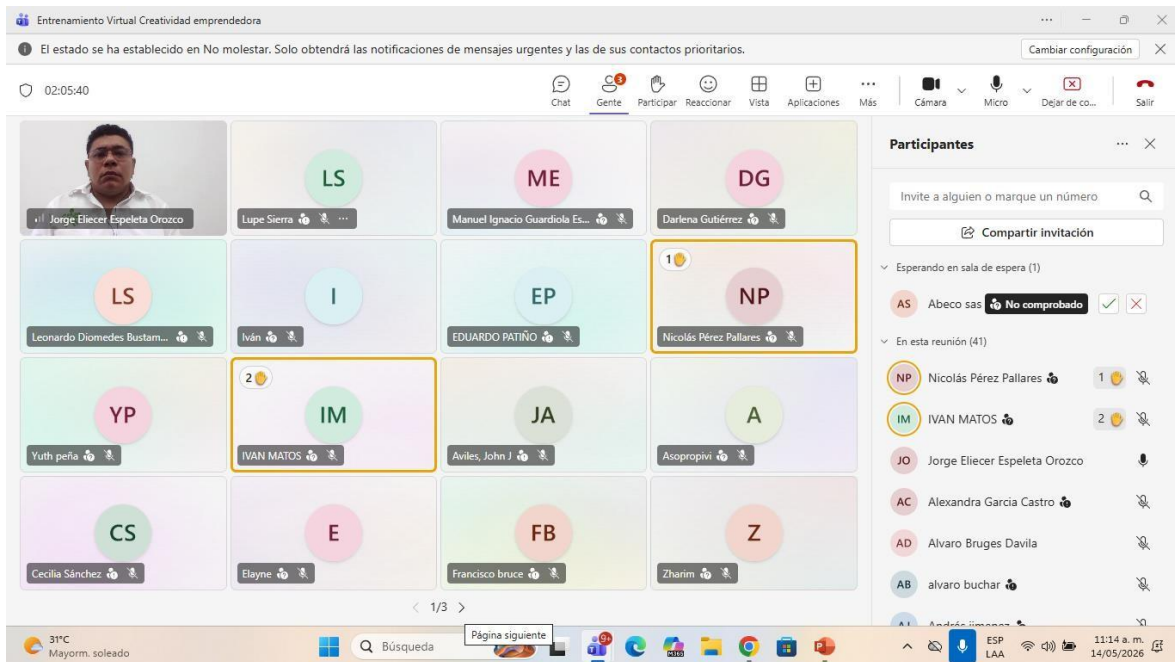 Entrenamiento Virtual Creatividad emprendedora
El estado se ha establecido en No molestar. Solo obtendrá las notificaciones de mensajes urgentes y las de sus contactos prioritarios.
Cambiar configuración
02:05:40
Chat
Gente 3
Participar
Reaccionar
Vista
Aplicaciones
Más
Cámara
Micro
Dejar de co...
Salir
Jorge Eliecer Espeleta Orozco
LS
Lupe Sierra
ME
Manuel Ignacio Guardiola Es...
DG
Darlena Gutiérrez
LS
Leonardo Diomedes Bustam...
I
Iván
EP
EDUARDO PATIÑO
1
NP
Nicolás Pérez Pallares
YP
Yuth peña
2
IM
IVAN MATOS
JA
Aviles, John J
A
Asopropivi
CS
Cecilia Sánchez
E
Elayne
FB
Francisco bruce
Z
Zharim
1/3
Página siguiente
Participantes
Invite a alguien o marque un número
Compartir invitación
Esperando en sala de espera (1)
AS Abeco sas No comprobado
En esta reunión (41)
NP Nicolás Pérez Pallares 1
IM IVAN MATOS 2
JO Jorge Eliecer Espeleta Orozco
AC Alexandra Garcia Castro
AD Alvaro Bruges Davila
AB alvaro buchar
31°C
Mayorm. soleado
Búsqueda
9+
M365
ESP
LAA
11:14 a. m.
14/05/2026